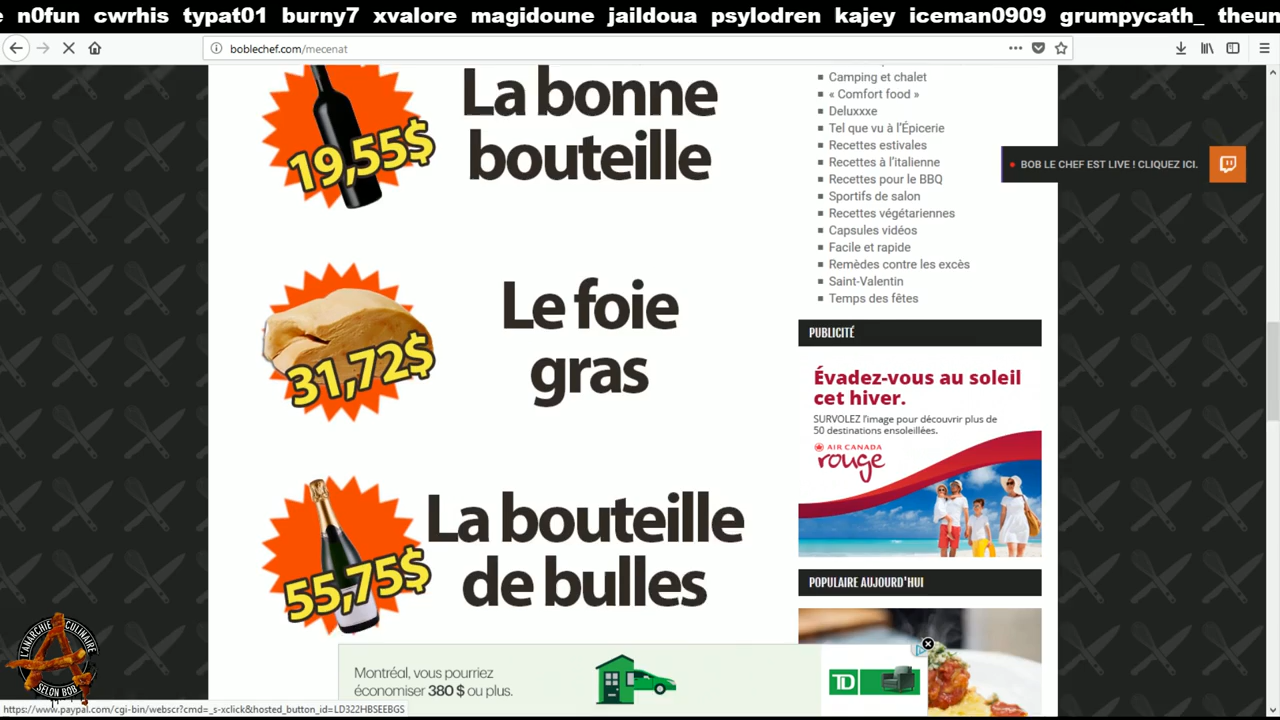 n0fun cwrhis typat01 burny7 xvalore magidoune jaildoua psylodren kajey iceman0909 grumpycath_ theun
boblechef.com/mecenat
La bonne
bouteille
19,55$
Le foie
gras
31,72$
La bouteille
de bulles
55,75$
Camping et chalet
« Comfort food »
Deluxxxe
Tel que vu à l'Épicerie
Recettes estivales
Recettes à l'italienne
Recettes pour le BBQ
Sportifs de salon
Recettes végétariennes
Capsules vidéos
Facile et rapide
Remèdes contre les excès
Saint-Valentin
Temps des fêtes
BOB LE CHEF EST LIVE ! CLIQUEZ ICI.
PUBLICITÉ
Évadez-vous au soleil
cet hiver.
SURVOLEZ l'image pour découvrir plus de
50 destinations ensoleillées.
AIR CANADA
rouge
POPULAIRE AUJOURD'HUI
Montréal, vous pourriez
économiser 380 $ ou plus.
TD
L'ANARCHIE CULINAIRE
SELON BOB
https://www.paypal.com/cgi-bin/webscr?cmd=_s-xclick&hosted_button_id=LD322HBSEEBGS